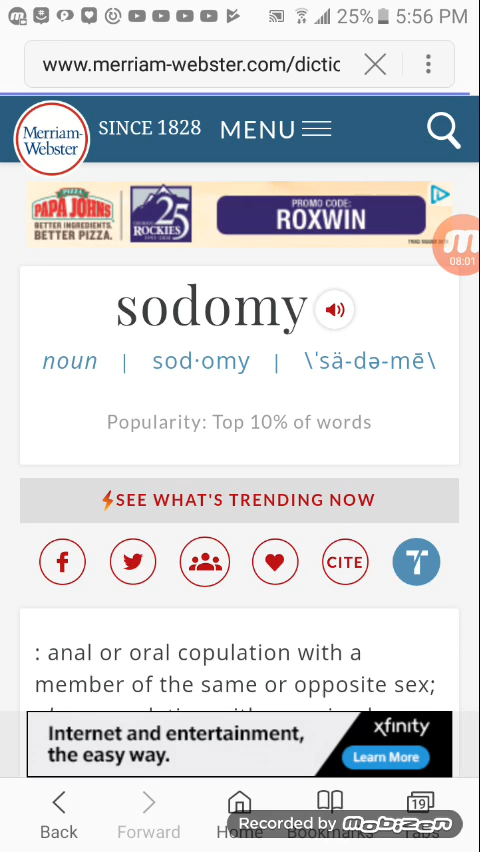 25% 5:56 PM
www.merriam-webster.com/dictic
Merriam-
Webster
SINCE 1828 MENU
PIZZA
PAPA JOHNS
BETTER INGREDIENTS.
BETTER PIZZA.
COLORADO
25
ROCKIES
PROMO CODE:
ROXWIN
08:01
sodomy
noun | sod·omy | \ˈsä-də-mē\
Popularity: Top 10% of words
SEE WHAT'S TRENDING NOW
CITE
: anal or oral copulation with a
member of the same or opposite sex;
Internet and entertainment,
the easy way.
xfinity
Learn More
19
Back Forward Home Bookmarks Tabs
Recorded by mobizen